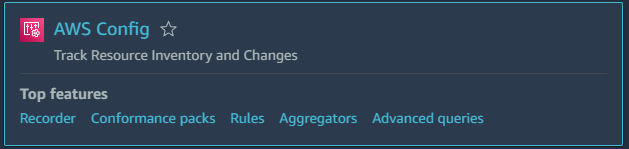 AWS Config
Track Resource Inventory and Changes
Top features
Recorder Conformance packs Rules Aggregators Advanced queries